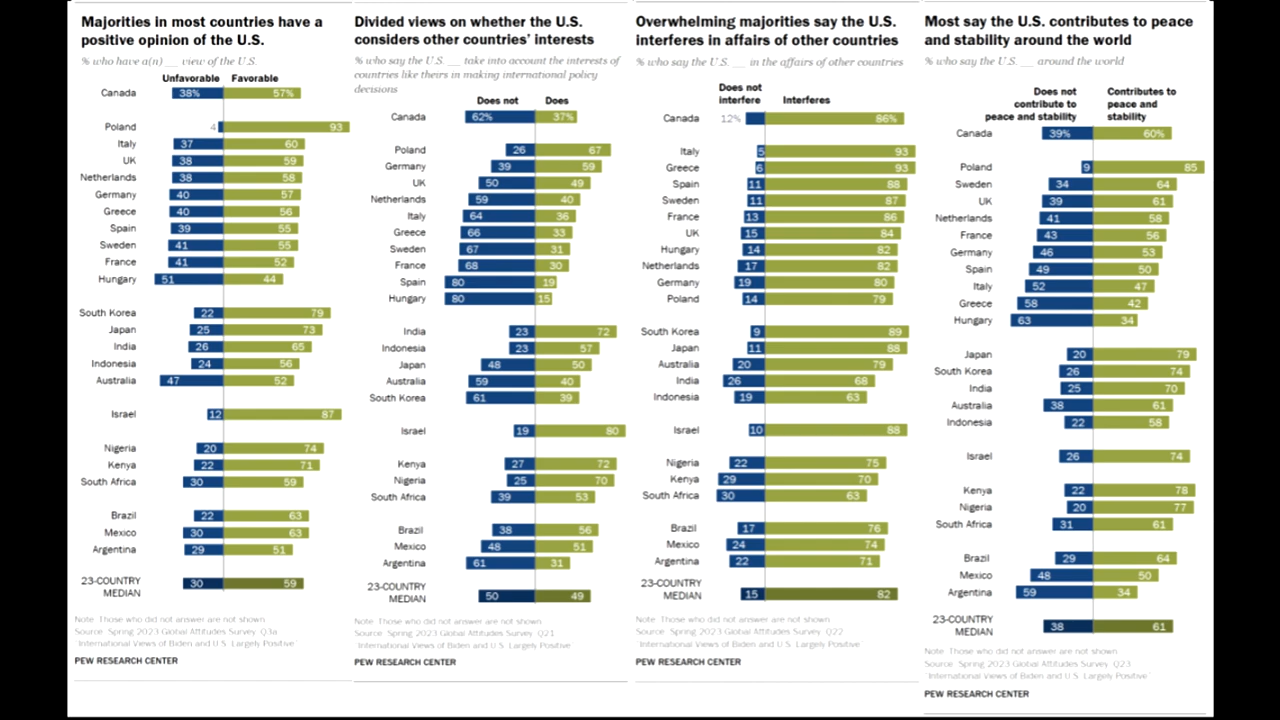 Majorities in most countries have a
positive opinion of the U.S.
% who have a(n) __ view of the U.S.
Unfavorable Favorable
Canada 38% 57%
Poland 4 93
Italy 37 60
UK 38 59
Netherlands 38 58
Germany 40 57
Greece 40 56
Spain 39 55
Sweden 41 55
France 41 52
Hungary 51 44
South Korea 22 79
Japan 25 73
India 26 65
Indonesia 24 56
Australia 47 52
Israel 12 87
Nigeria 20 74
Kenya 22 71
South Africa 30 59
Brazil 22 63
Mexico 30 63
Argentina 29 51
23-COUNTRY
MEDIAN 30 59
Note: Those who did not answer are not shown.
Source: Spring 2023 Global Attitudes Survey. Q3a
"International Views of Biden and U.S. Largely Positive"
PEW RESEARCH CENTER
Divided views on whether the U.S.
considers other countries' interests
% who say the U.S. __ take into account the interests of
countries like theirs in making international policy
decisions
Does not Does
Canada 62% 37%
Poland 26 67
Germany 39 59
UK 50 49
Netherlands 59 40
Italy 64 36
Greece 66 33
Sweden 67 31
France 68 30
Spain 80 19
Hungary 80 15
India 23 72
Indonesia 23 57
Japan 48 50
Australia 59 40
South Korea 61 39
Israel 19 80
Kenya 27 72
Nigeria 25 70
South Africa 39 53
Brazil 38 56
Mexico 48 51
Argentina 61 31
23-COUNTRY
MEDIAN 50 49
Note: Those who did not answer are not shown.
Source: Spring 2023 Global Attitudes Survey. Q21
"International Views of Biden and U.S. Largely Positive"
PEW RESEARCH CENTER
Overwhelming majorities say the U.S.
interferes in affairs of other countries
% who say the U.S. __ in the affairs of other countries
Does not
interfere Interferes
Canada 12% 86%
Italy 5 93
Greece 6 93
Spain 11 88
Sweden 11 87
France 13 86
UK 15 84
Hungary 14 82
Netherlands 17 82
Germany 19 80
Poland 14 79
South Korea 9 89
Japan 11 88
Australia 20 79
India 26 68
Indonesia 19 63
Israel 10 88
Nigeria 22 75
Kenya 29 70
South Africa 30 63
Brazil 17 76
Mexico 24 74
Argentina 22 71
23-COUNTRY
MEDIAN 15 82
Note: Those who did not answer are not shown.
Source: Spring 2023 Global Attitudes Survey. Q22
"International Views of Biden and U.S. Largely Positive"
PEW RESEARCH CENTER
Most say the U.S. contributes to peace
and stability around the world
% who say the U.S. __ around the world
Does not Contributes to
contribute to peace and
peace and stability stability
Canada 39% 60%
Poland 9 85
Sweden 34 64
UK 39 61
Netherlands 41 58
France 43 56
Germany 46 53
Spain 49 50
Italy 52 47
Greece 58 42
Hungary 63 34
Japan 20 79
South Korea 26 74
India 25 70
Australia 38 61
Indonesia 22 58
Israel 26 74
Kenya 22 78
Nigeria 20 77
South Africa 31 61
Brazil 29 64
Mexico 48 50
Argentina 59 34
23-COUNTRY
MEDIAN 38 61
Note: Those who did not answer are not shown.
Source: Spring 2023 Global Attitudes Survey. Q23
"International Views of Biden and U.S. Largely Positive"
PEW RESEARCH CENTER